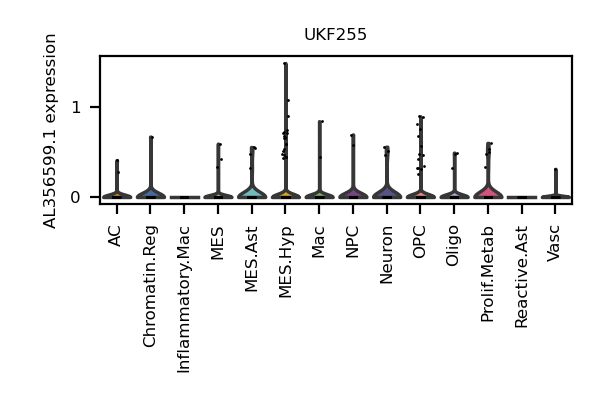 UKF255
AL356599.1 expression
1
0
AC
Chromatin.Reg
Inflammatory.Mac
MES
MES.Ast
MES.Hyp
Mac
NPC
Neuron
OPC
Oligo
Prolif.Metab
Reactive.Ast
Vasc